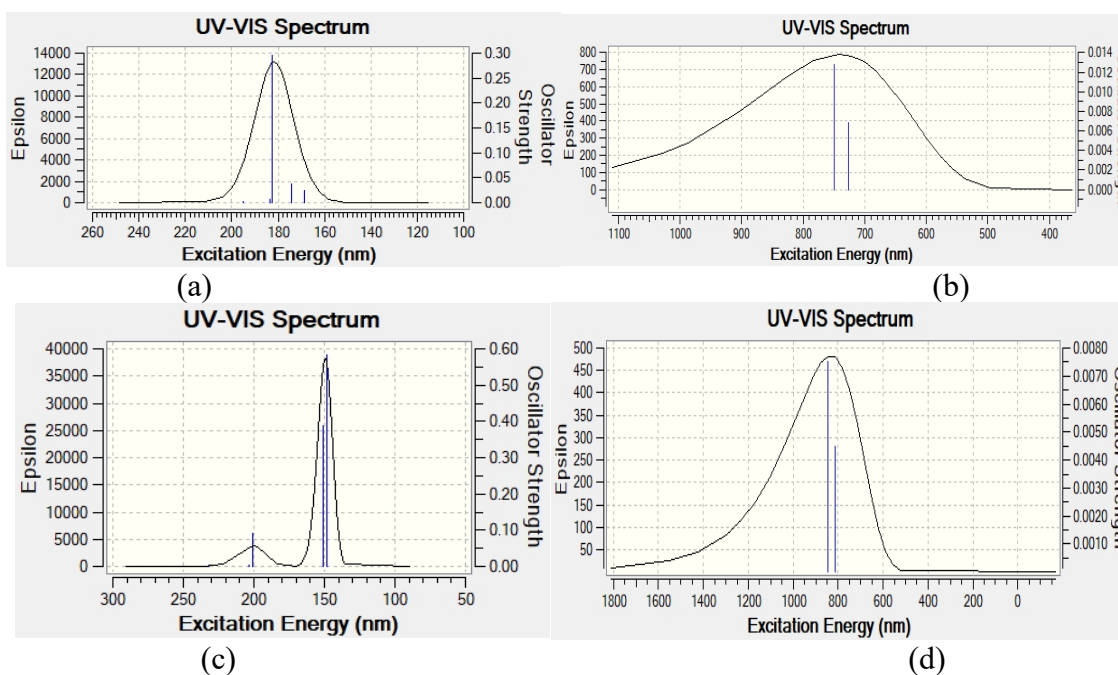 UV-VIS Spectrum
14000
12000
10000
8000
6000
4000
2000
0
Epsilon
0.30
0.25
0.20
0.15
0.10
0.05
0.00
Oscillator
Strength
260 240 220 200 180 160 140 120 100
Excitation Energy (nm)
(a)
UV-VIS Spectrum
800
700
600
500
400
300
200
100
0
Epsilon
0.014
0.012
0.010
0.008
0.006
0.004
0.002
0.000
1100 1000 900 800 700 600 500 400
Excitation Energy (nm)
(b)
UV-VIS Spectrum
40000
35000
30000
25000
20000
15000
10000
5000
0
Epsilon
0.60
0.50
0.40
0.30
0.20
0.10
0.00
Oscillator Strength
300 250 200 150 100 50
Excitation Energy (nm)
(c)
UV-VIS Spectrum
500
450
400
350
300
250
200
150
100
50
Epsilon
0.0080
0.0070
0.0060
0.0050
0.0040
0.0030
0.0020
0.0010
1800 1600 1400 1200 1000 800 600 400 200 0
Excitation Energy (nm)
(d)